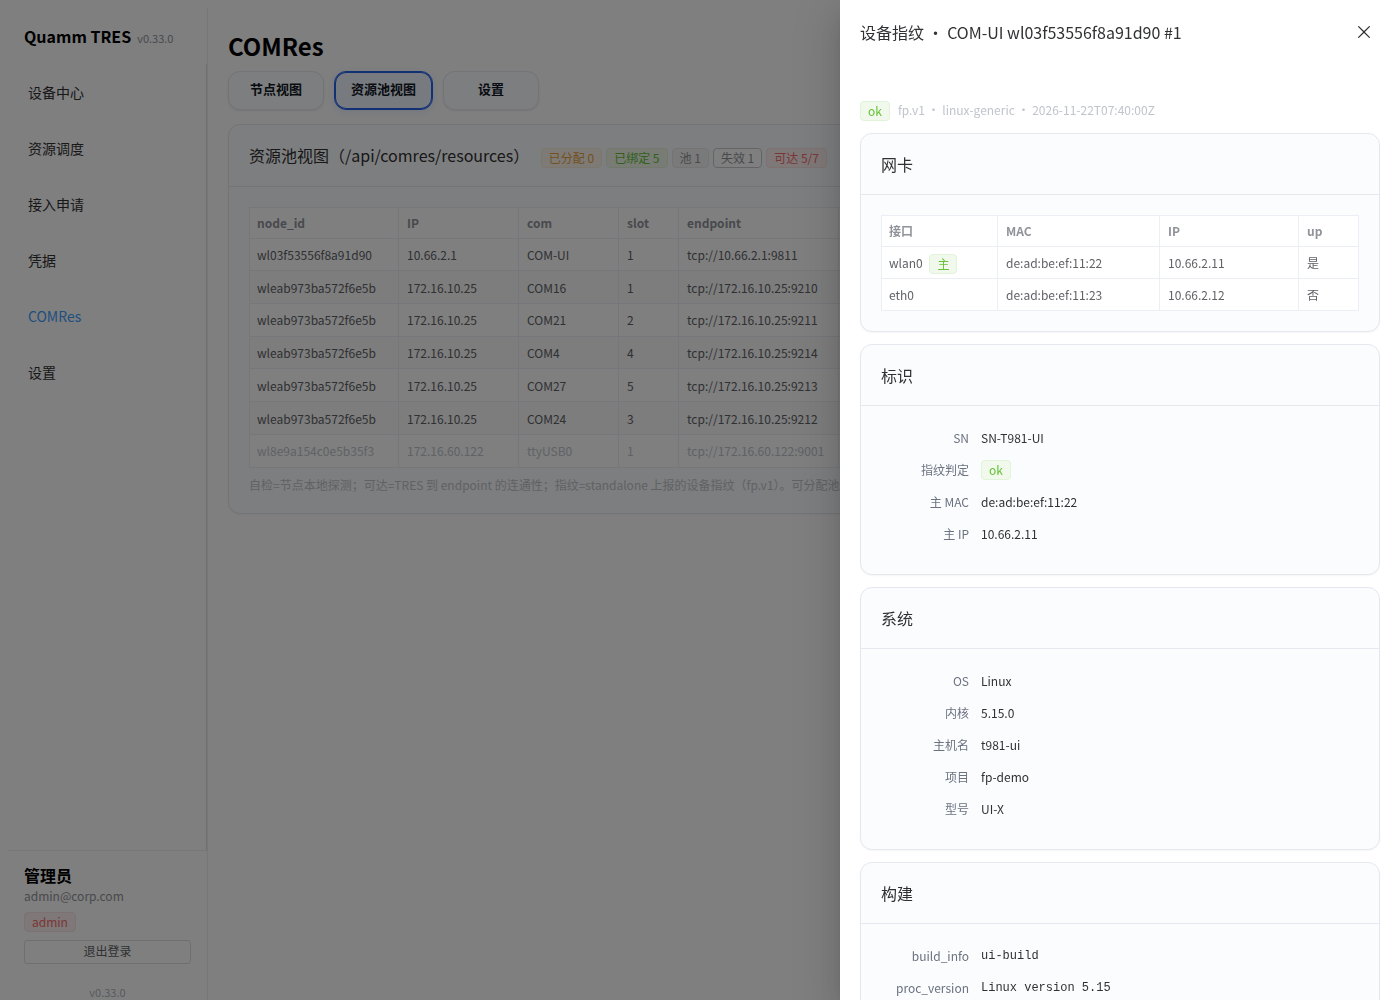 Quamm TRES v0.33.0
设备中心
资源调度
接入申请
凭据
COMRes
设置
管理员
admin@corp.com
admin
退出登录
v0.33.0
COMRes
节点视图 资源池视图 设置
资源池视图（/api/comres/resources） 已分配 0 已绑定 5 池 1 失效 1 可达 5/7
node_id IP com slot endpoint
wl03f53556f8a91d90 10.66.2.1 COM-UI 1 tcp://10.66.2.1:9811
wleab973ba572f6e5b 172.16.10.25 COM16 1 tcp://172.16.10.25:9210
wleab973ba572f6e5b 172.16.10.25 COM21 2 tcp://172.16.10.25:9211
wleab973ba572f6e5b 172.16.10.25 COM4 4 tcp://172.16.10.25:9214
wleab973ba572f6e5b 172.16.10.25 COM27 5 tcp://172.16.10.25:9213
wleab973ba572f6e5b 172.16.10.25 COM24 3 tcp://172.16.10.25:9212
wl8e9a154c0e5b35f3 172.16.60.122 ttyUSB0 1 tcp://172.16.60.122:9001
自检=节点本地探测；可达=TRES 到 endpoint 的连通性；指纹=standalone 上报的设备指纹（fp.v1）。可分配池
设备指纹 · COM-UI wl03f53556f8a91d90 #1
ok fp.v1 · linux-generic · 2026-11-22T07:40:00Z
网卡
接口 MAC IP up
wlan0 主 de:ad:be:ef:11:22 10.66.2.11 是
eth0 de:ad:be:ef:11:23 10.66.2.12 否
标识
SN SN-T981-UI
指纹判定 ok
主 MAC de:ad:be:ef:11:22
主 IP 10.66.2.11
系统
OS Linux
内核 5.15.0
主机名 t981-ui
项目 fp-demo
型号 UI-X
构建
build_info ui-build
proc_version Linux version 5.15